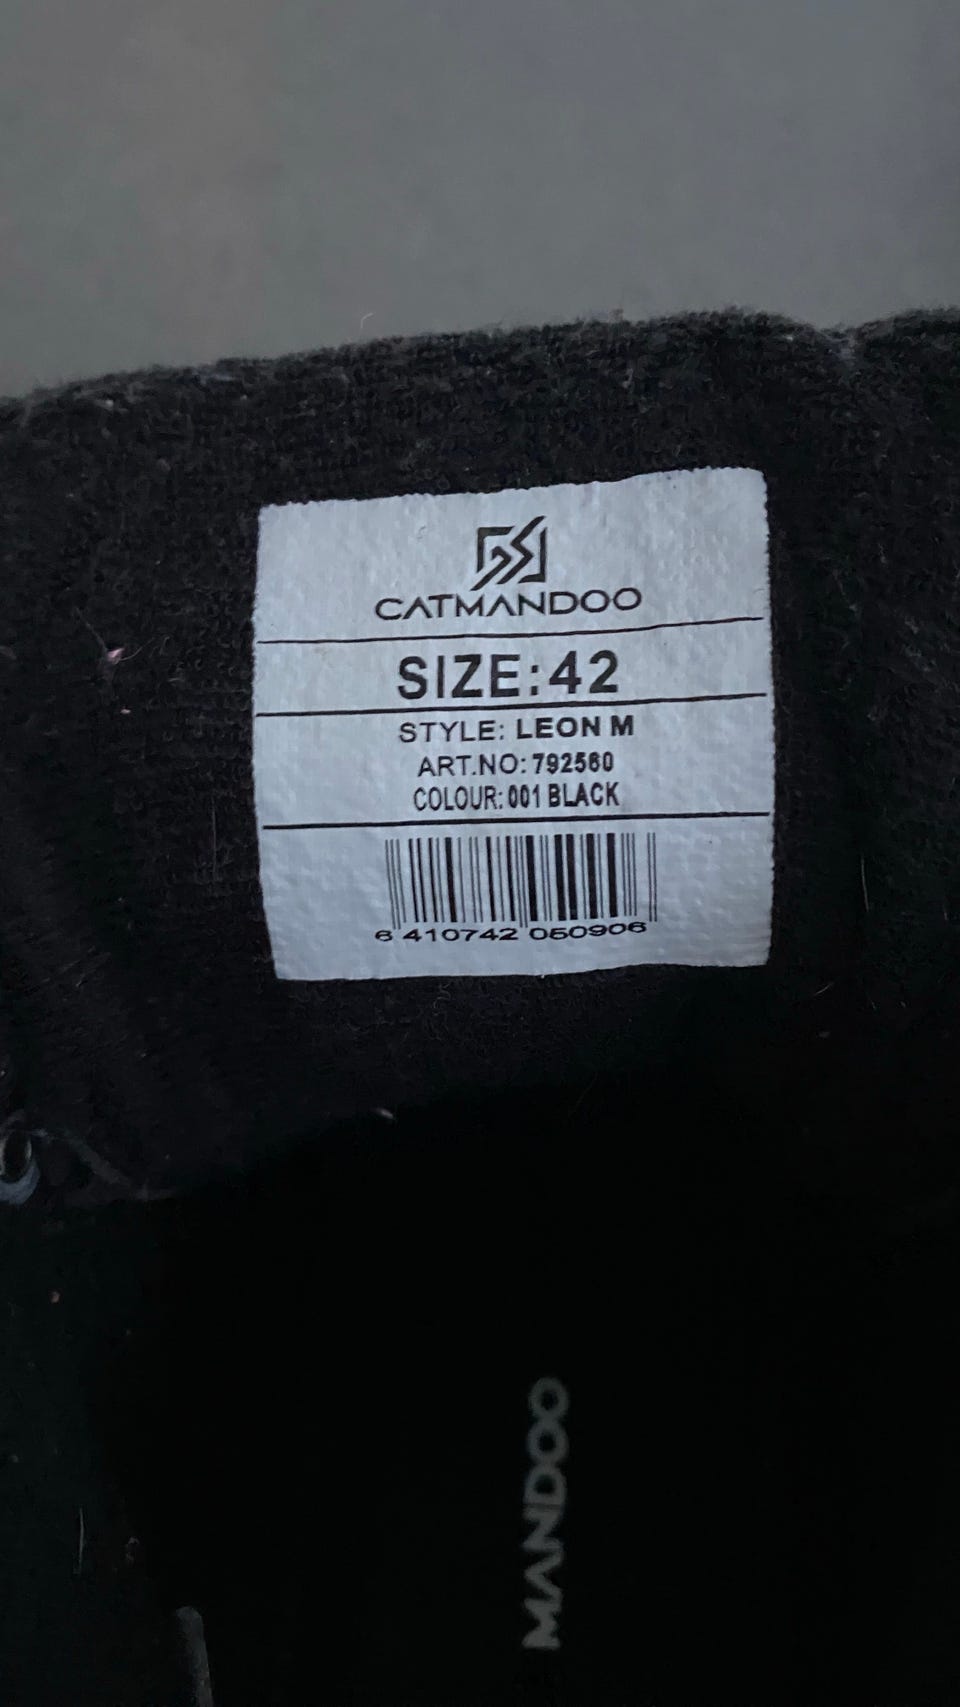 CATMANDOO
SIZE:42
STYLE: LEON M
ART.NO: 792560
COLOUR: 001 BLACK
6 410742 050906
MANDOO